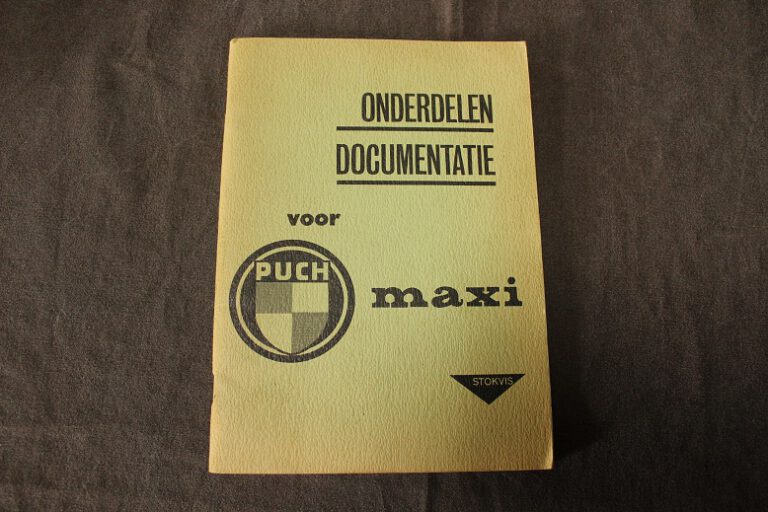 ONDERDELEN
DOCUMENTATIE
voor
PUCH
maxi
STOKVIS